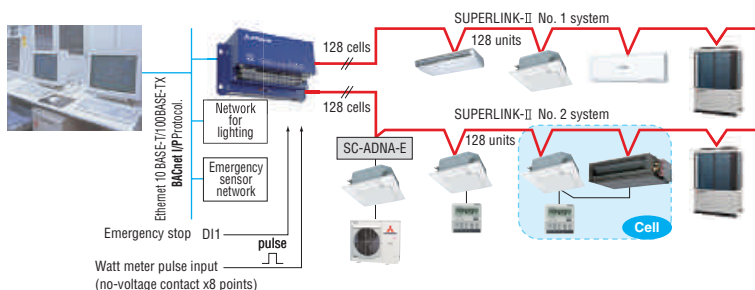 SUPERLINK-II No. 1 system
128 cells
128 units
128 cells
SUPERLINK-II No. 2 system
128 units
Ethernet 10 BASE-T/100BASE-TX
BACnet I/P Protocol.
Network
for
lighting
Emergency
sensor
network
SC-ADNA-E
Cell
Emergency stop DI1
pulse
Watt meter pulse input
(no-voltage contact x8 points)